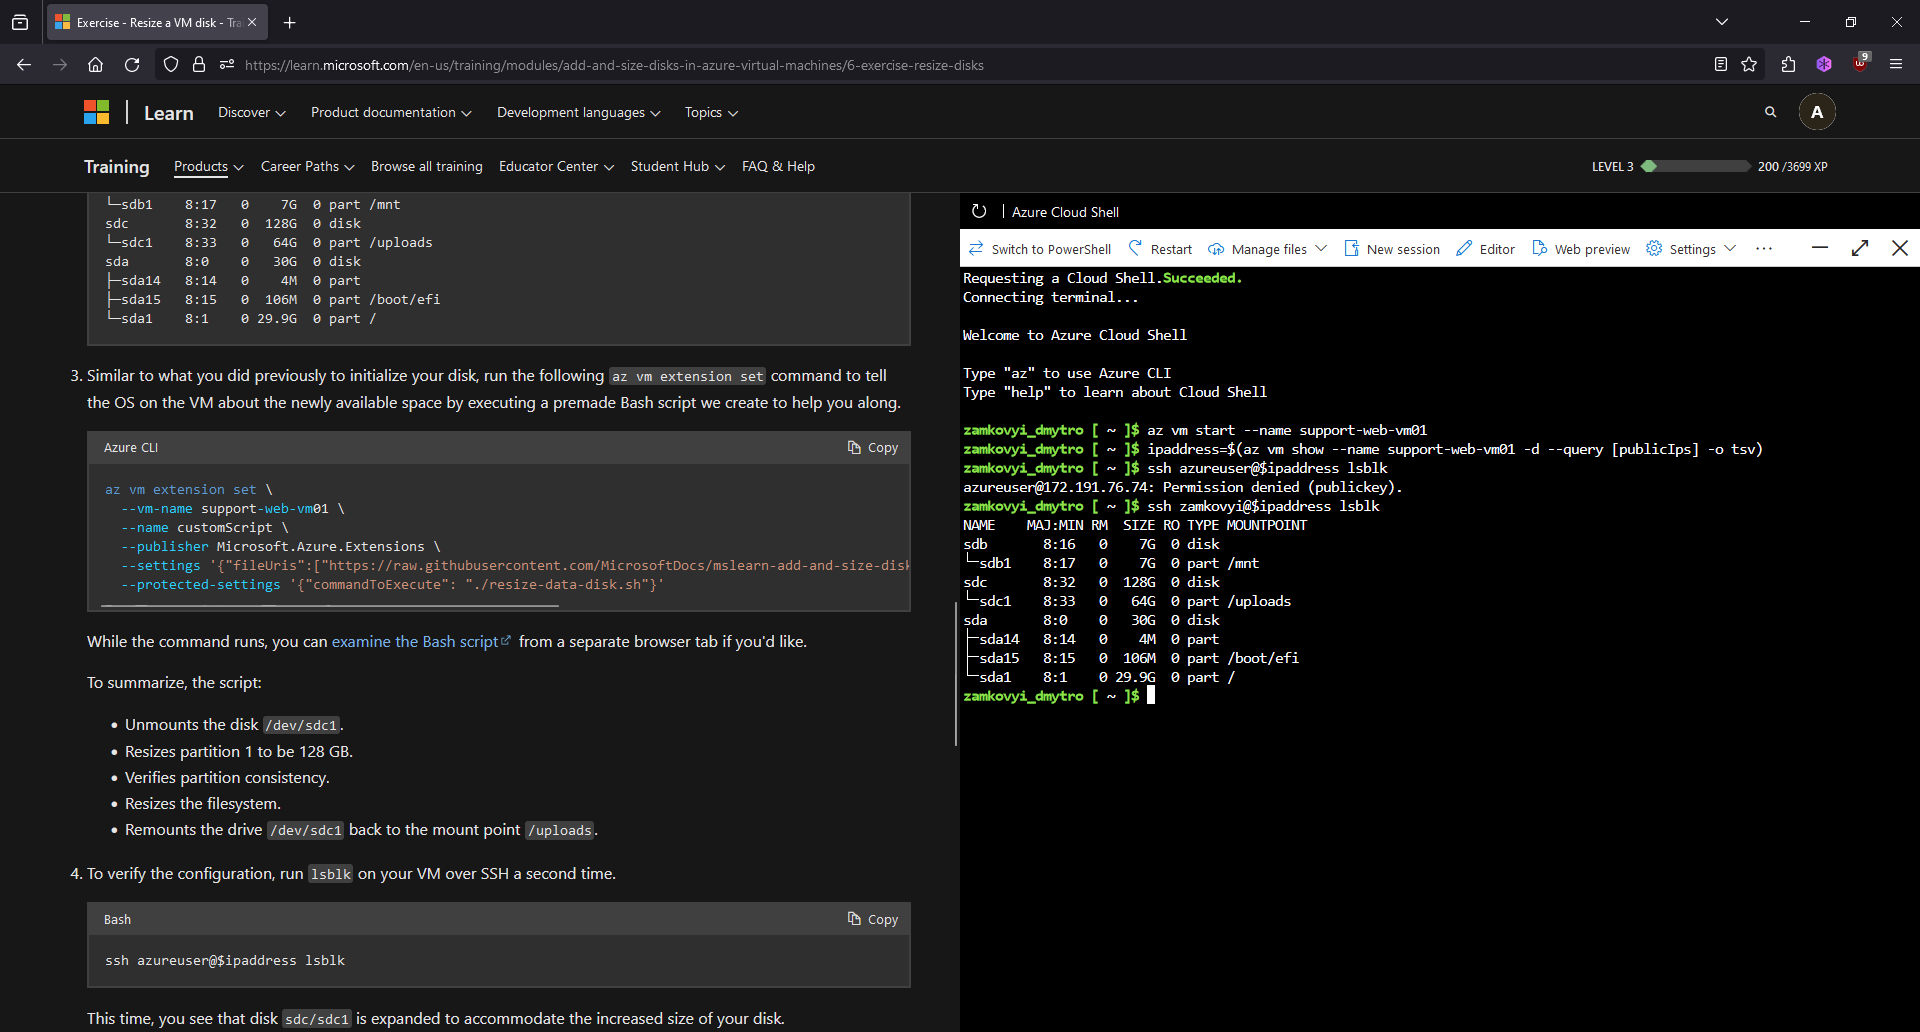 Exercise - Resize a VM disk - Tra
https://learn.microsoft.com/en-us/training/modules/add-and-size-disks-in-azure-virtual-machines/6-exercise-resize-disks
9
Learn
Discover
Product documentation
Development languages
Topics
A
Training
Products
Career Paths
Browse all training
Educator Center
Student Hub
FAQ & Help
LEVEL 3
200 /3699 XP
└─sdb1    8:17   0    7G  0 part /mnt
sdc       8:32   0  128G  0 disk
└─sdc1    8:33   0   64G  0 part /uploads
sda       8:0    0   30G  0 disk
├─sda14   8:14   0    4M  0 part
├─sda15   8:15   0  106M  0 part /boot/efi
└─sda1    8:1    0 29.9G  0 part /
3. Similar to what you did previously to initialize your disk, run the following az vm extension set command to tell
the OS on the VM about the newly available space by executing a premade Bash script we create to help you along.
Azure CLI
Copy
az vm extension set \
--vm-name support-web-vm01 \
--name customScript \
--publisher Microsoft.Azure.Extensions \
--settings '{"fileUris":["https://raw.githubusercontent.com/MicrosoftDocs/mslearn-add-and-size-disk
--protected-settings '{"commandToExecute": "./resize-data-disk.sh"}'
While the command runs, you can examine the Bash script from a separate browser tab if you'd like.
To summarize, the script:
• Unmounts the disk /dev/sdc1.
• Resizes partition 1 to be 128 GB.
• Verifies partition consistency.
• Resizes the filesystem.
• Remounts the drive /dev/sdc1 back to the mount point /uploads.
4. To verify the configuration, run lsblk on your VM over SSH a second time.
Bash
Copy
ssh azureuser@$ipaddress lsblk
This time, you see that disk sdc/sdc1 is expanded to accommodate the increased size of your disk.
Azure Cloud Shell
Switch to PowerShell
Restart
Manage files
New session
Editor
Web preview
Settings
Requesting a Cloud Shell.Succeeded.
Connecting terminal...
Welcome to Azure Cloud Shell
Type "az" to use Azure CLI
Type "help" to learn about Cloud Shell
zamkovyi_dmytro [ ~ ]$ az vm start --name support-web-vm01
zamkovyi_dmytro [ ~ ]$ ipaddress=$(az vm show --name support-web-vm01 -d --query [publicIps] -o tsv)
zamkovyi_dmytro [ ~ ]$ ssh azureuser@$ipaddress lsblk
azureuser@172.191.76.74: Permission denied (publickey).
zamkovyi_dmytro [ ~ ]$ ssh zamkovyi@$ipaddress lsblk
NAME    MAJ:MIN RM  SIZE RO TYPE MOUNTPOINT
sdb       8:16   0    7G  0 disk
└─sdb1    8:17   0    7G  0 part /mnt
sdc       8:32   0  128G  0 disk
└─sdc1    8:33   0   64G  0 part /uploads
sda       8:0    0   30G  0 disk
├─sda14   8:14   0    4M  0 part
├─sda15   8:15   0  106M  0 part /boot/efi
└─sda1    8:1    0 29.9G  0 part /
zamkovyi_dmytro [ ~ ]$